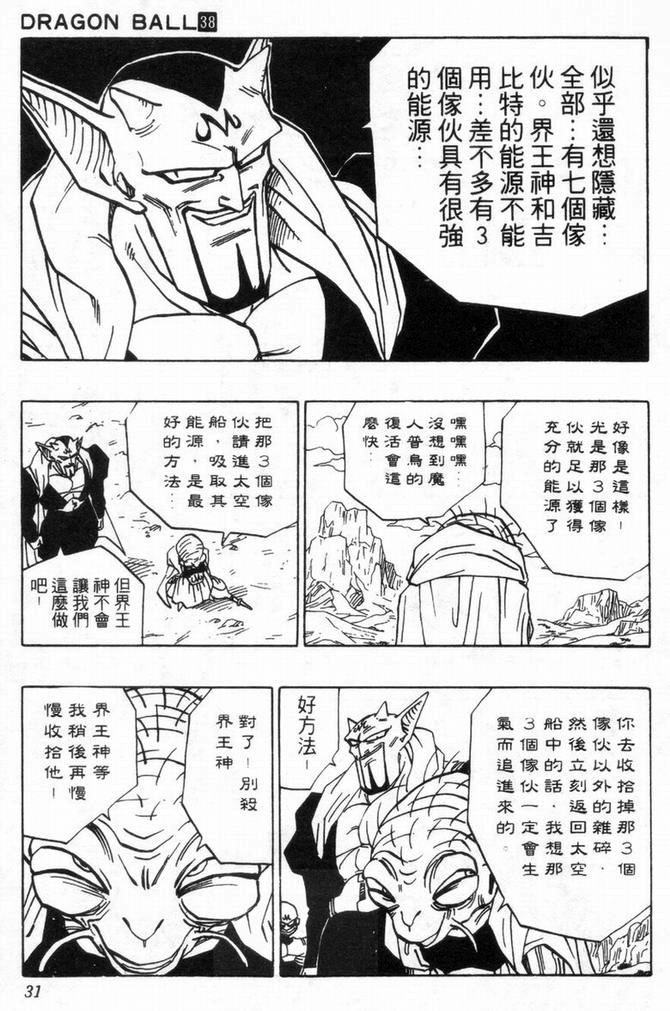 DRAGON BALL 38
似乎還想隱藏…
全部…有七個傢
伙。界王神和吉
比特的能源不能
用…差不多有3
個傢伙具有很強
的能源…
好像是這樣！
光是那3個傢
伙就足以獲得
充分的能源了
嘿嘿嘿…
沒想到魔
人普烏的
復活會這
麼快…
把那3個傢
伙請進太空
船，吸取其
能源，是最
好的方法…
但界王
神不會
讓我們
這麼做
吧！
你去收拾掉那3個
傢伙以外的雜碎．
然後立刻返回太空
船中的話．我想那
3個傢伙一定會生
氣而追進來的。
好方法！
對了！別殺
界王神
界王神等
我稍後再慢
慢收拾他！
31